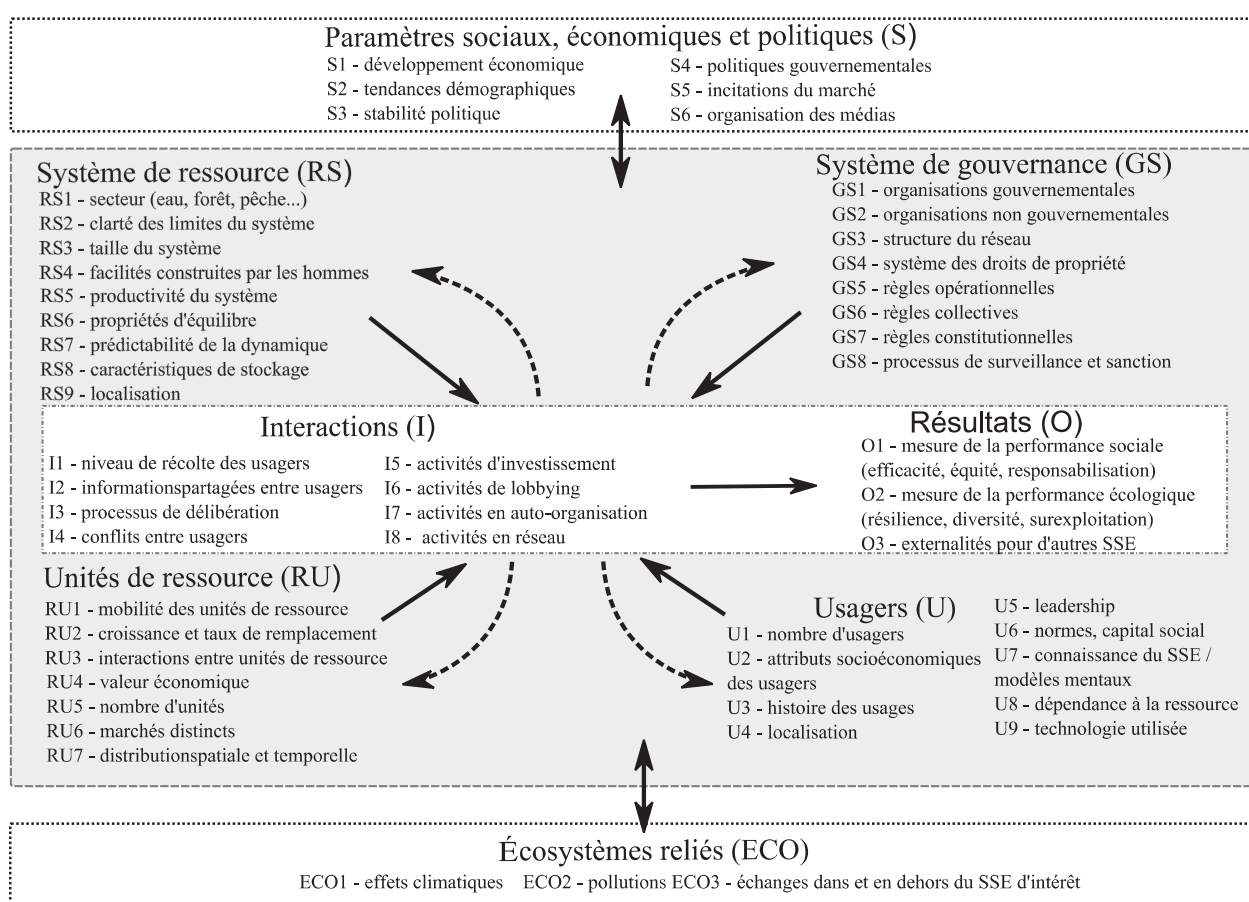 Paramètres sociaux, économiques et politiques (S)
S1 - développement économique
S2 - tendances démographiques
S3 - stabilité politique
S4 - politiques gouvernementales
S5 - incitations du marché
S6 - organisation des médias
Système de ressource (RS)
RS1 - secteur (eau, forêt, pêche...)
RS2 - clarté des limites du système
RS3 - taille du système
RS4 - facilités construites par les hommes
RS5 - productivité du système
RS6 - propriétés d'équilibre
RS7 - prédictabilité de la dynamique
RS8 - caractéristiques de stockage
RS9 - localisation
Système de gouvernance (GS)
GS1 - organisations gouvernementales
GS2 - organisations non gouvernementales
GS3 - structure du réseau
GS4 - système des droits de propriété
GS5 - règles opérationnelles
GS6 - règles collectives
GS7 - règles constitutionnelles
GS8 - processus de surveillance et sanction
Interactions (I)
I1 - niveau de récolte des usagers
I2 - informationspartagées entre usagers
I3 - processus de délibération
I4 - conflits entre usagers
I5 - activités d'investissement
I6 - activités de lobbying
I7 - activités en auto-organisation
I8 - activités en réseau
Résultats (O)
O1 - mesure de la performance sociale
(efficacité, équité, responsabilisation)
O2 - mesure de la performance écologique
(résilience, diversité, surexploitation)
O3 - externalités pour d'autres SSE
Unités de ressource (RU)
RU1 - mobilité des unités de ressource
RU2 - croissance et taux de remplacement
RU3 - interactions entre unités de ressource
RU4 - valeur économique
RU5 - nombre d'unités
RU6 - marchés distincts
RU7 - distributionspatiale et temporelle
Usagers (U)
U1 - nombre d'usagers
U2 - attributs socioéconomiques
des usagers
U3 - histoire des usages
U4 - localisation
U5 - leadership
U6 - normes, capital social
U7 - connaissance du SSE /
modèles mentaux
U8 - dépendance à la ressource
U9 - technologie utilisée
Écosystèmes reliés (ECO)
ECO1 - effets climatiques ECO2 - pollutions ECO3 - échanges dans et en dehors du SSE d'intérêt